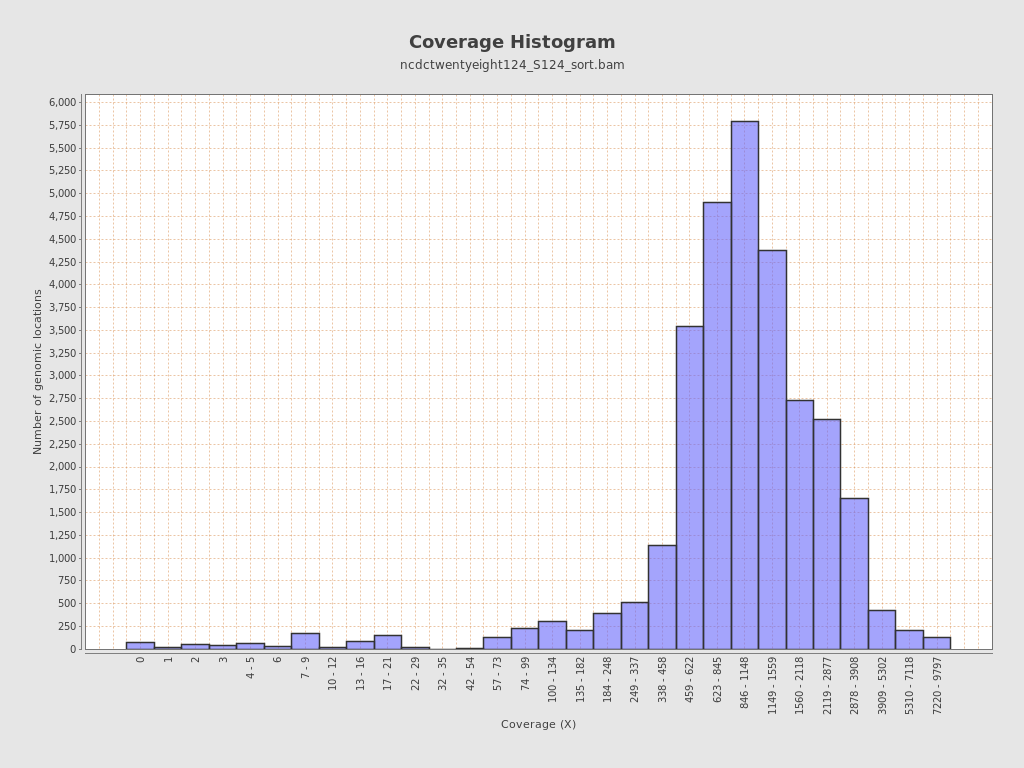 Coverage Histogram
ncdctwentyeight124_S124_sort.bam
Number of genomic locations
6,000
5,750
5,500
5,250
5,000
4,750
4,500
4,250
4,000
3,750
3,500
3,250
3,000
2,750
2,500
2,250
2,000
1,750
1,500
1,250
1,000
750
500
250
0
0
1
2
3
4 - 5
6
7 - 9
10 - 12
13 - 16
17 - 21
22 - 29
32 - 35
42 - 54
57 - 73
74 - 99
100 - 134
135 - 182
184 - 248
249 - 337
338 - 458
459 - 622
623 - 845
846 - 1148
1149 - 1559
1560 - 2118
2119 - 2877
2878 - 3908
3909 - 5302
5310 - 7118
7220 - 9797
Coverage (X)